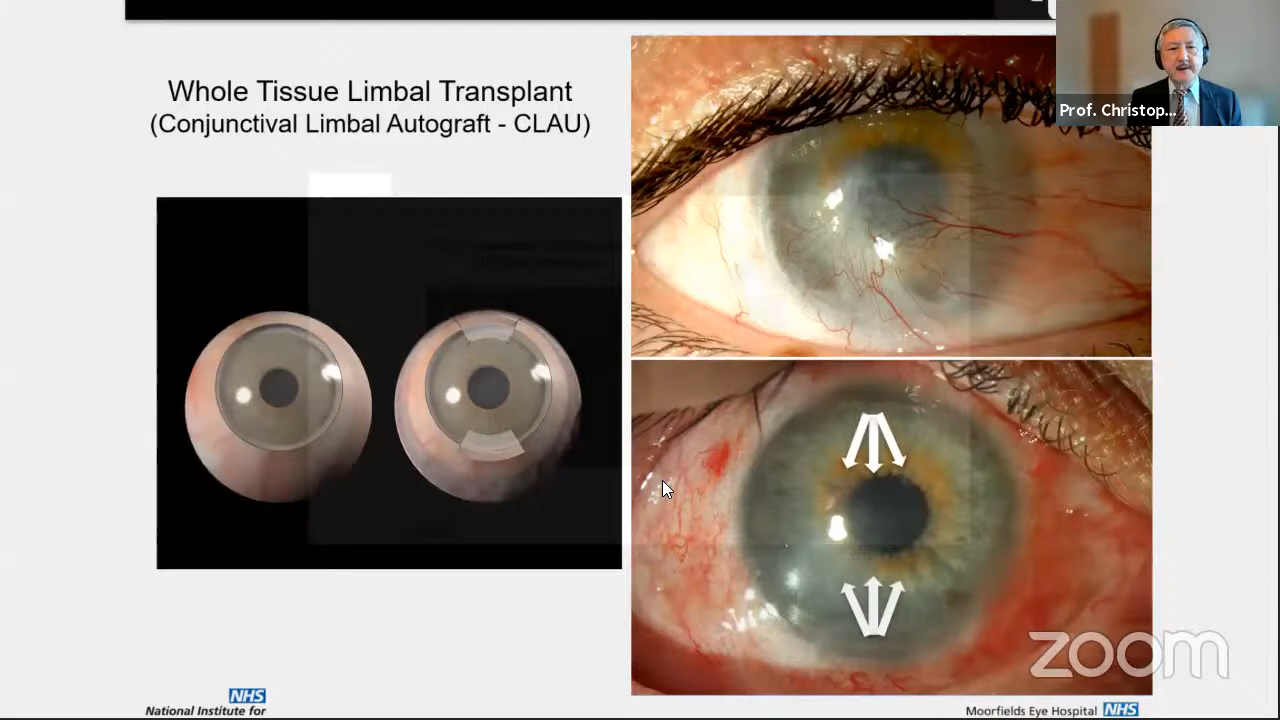 Whole Tissue Limbal Transplant
(Conjunctival Limbal Autograft - CLAU)
Prof. Christop...
zoom
NHS
National Institute for
Moorfields Eye Hospital NHS